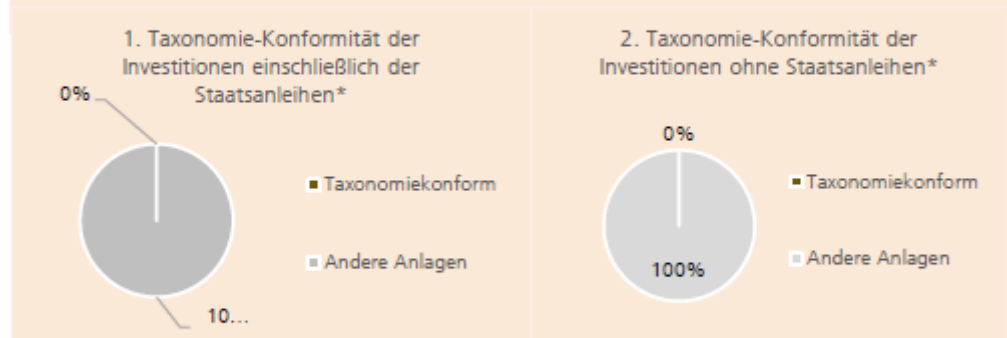 1. Taxonomie-Konformität der
Investitionen einschließlich der
Staatsanleihen*
0%
Taxonomiekonform
Andere Anlagen
10...
2. Taxonomie-Konformität der
Investitionen ohne Staatsanleihen*
0%
Taxonomiekonform
Andere Anlagen
100%